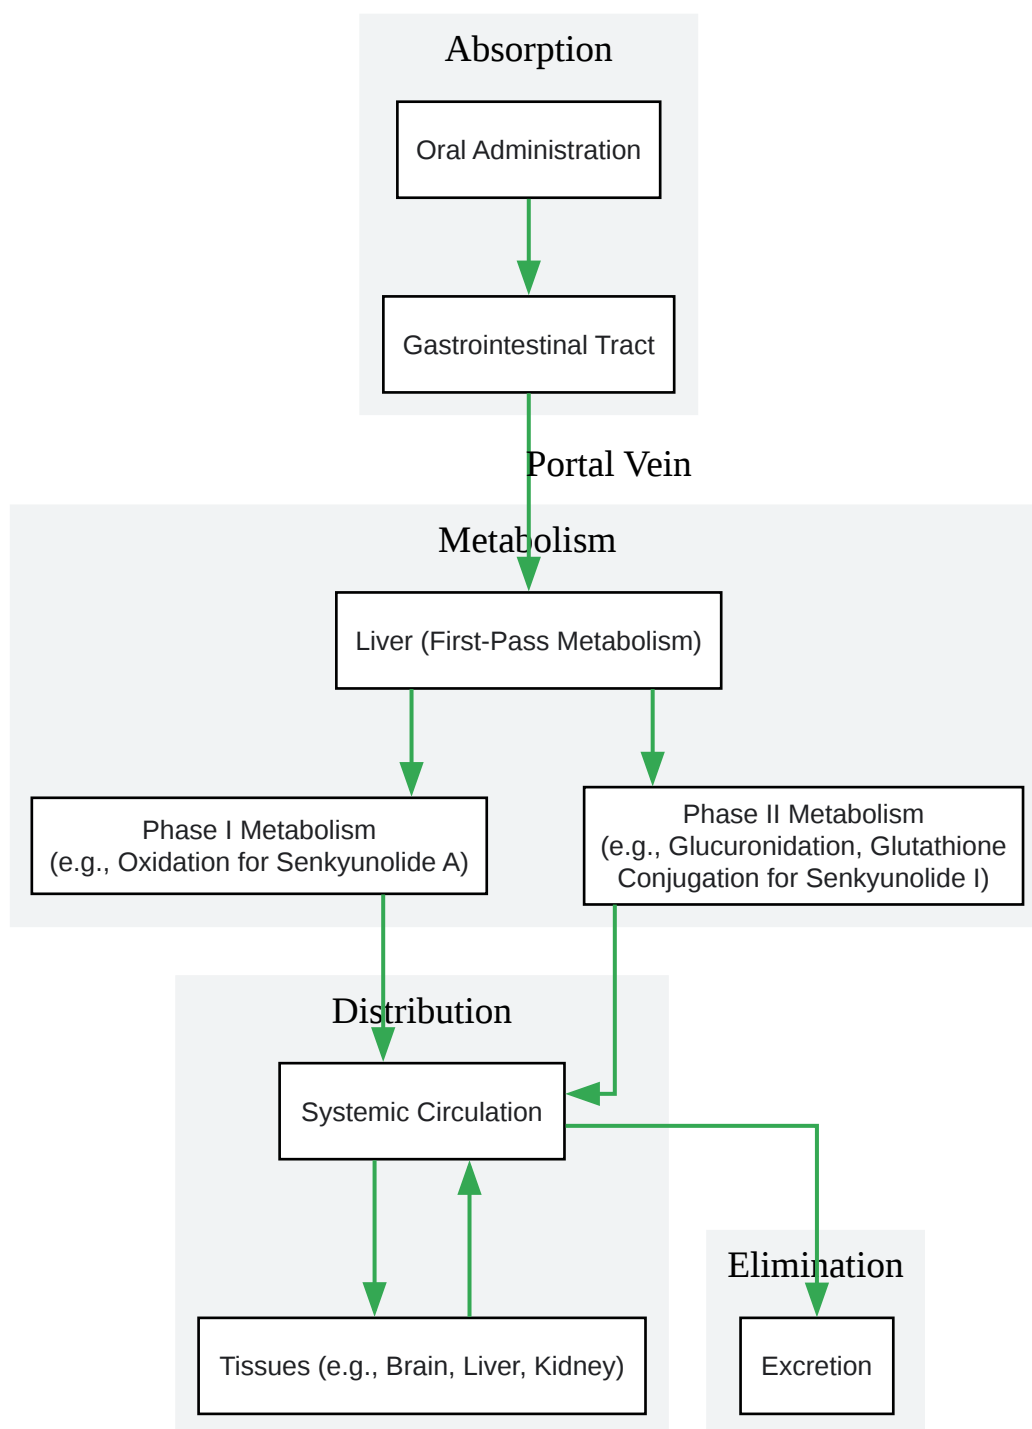 Absorption
Oral Administration
Gastrointestinal Tract
Portal Vein
Metabolism
Liver (First-Pass Metabolism)
Phase I Metabolism
(e.g., Oxidation for Senkyunolide A)
Phase II Metabolism
(e.g., Glucuronidation, Glutathione
Conjugation for Senkyunolide I)
Distribution
Systemic Circulation
Tissues (e.g., Brain, Liver, Kidney)
Elimination
Excretion